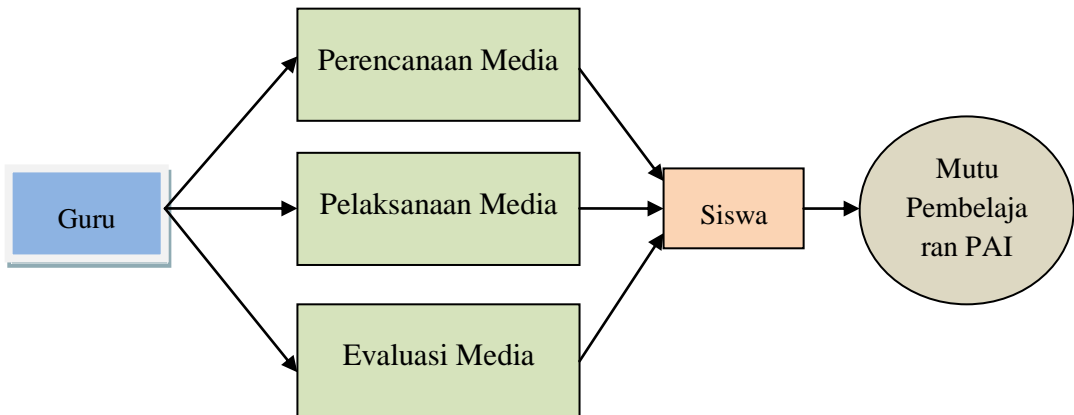 Guru
Perencanaan Media
Pelaksanaan Media
Evaluasi Media
Siswa
Mutu
Pembelaja
ran PAI